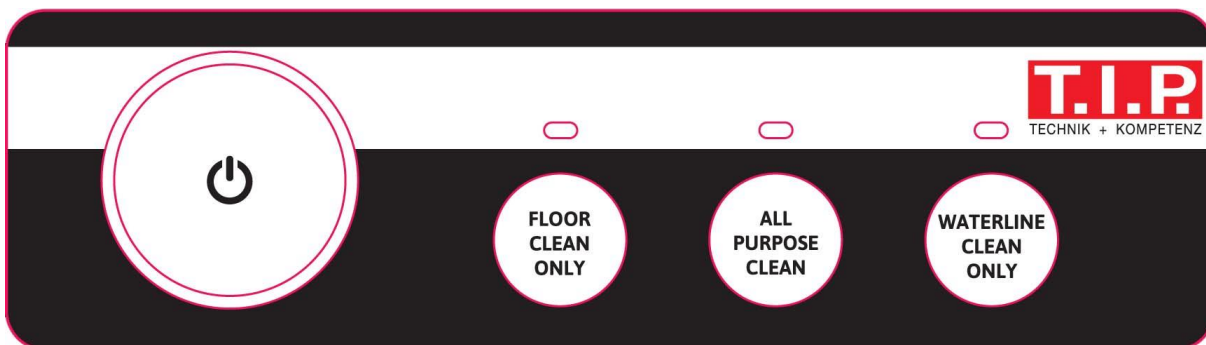 T.I.P.
TECHNIK + KOMPETENZ
FLOOR
CLEAN
ONLY
ALL
PURPOSE
CLEAN
WATERLINE
CLEAN
ONLY